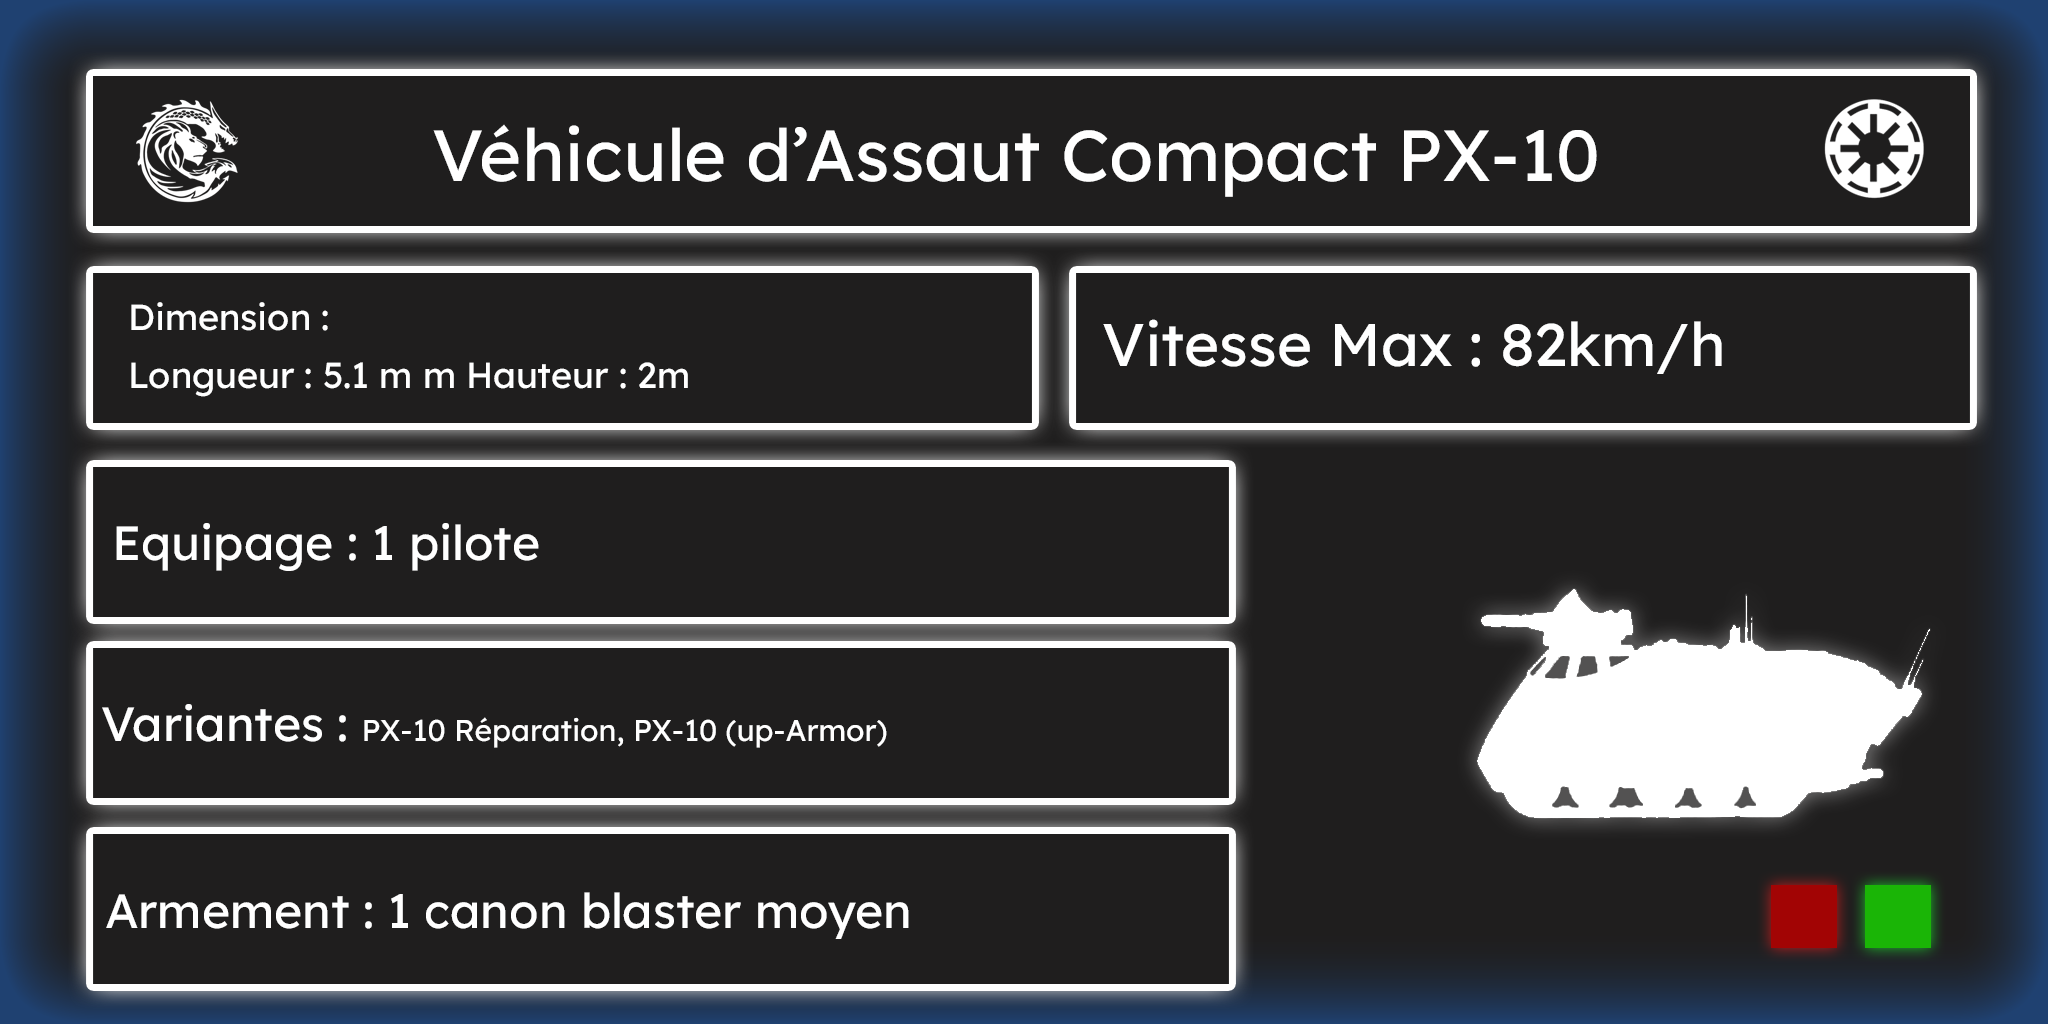 Véhicule d’Assaut Compact PX-10
Dimension :
Longueur : 5.1 m m Hauteur : 2m
Vitesse Max : 82km/h
Equipage : 1 pilote
Variantes : PX-10 Réparation, PX-10 (up-Armor)
Armement : 1 canon blaster moyen